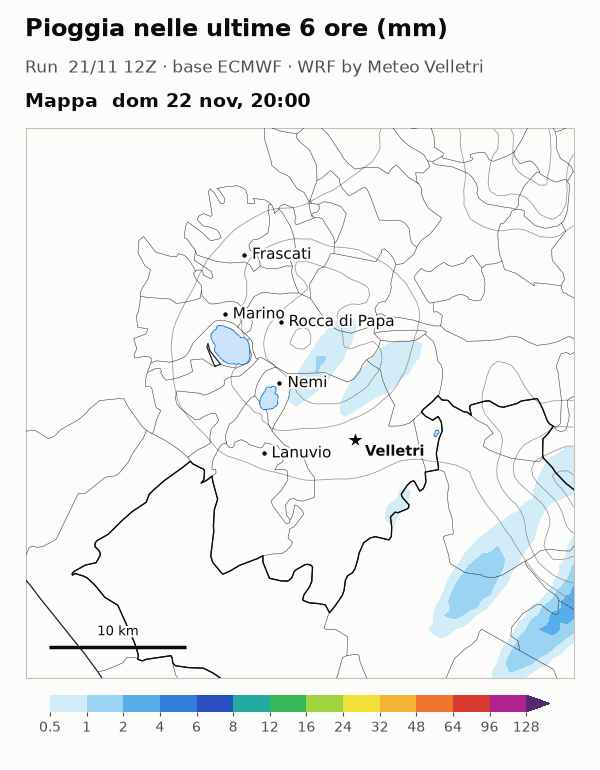 Pioggia nelle ultime 6 ore (mm)
Run  21/11 12Z · base ECMWF · WRF by Meteo Velletri
Mappa  dom 22 nov, 20:00
Frascati
Marino
Rocca di Papa
Nemi
Velletri
Lanuvio
10 km
0.5 1 2 4 6 8 12 16 24 32 48 64 96 128